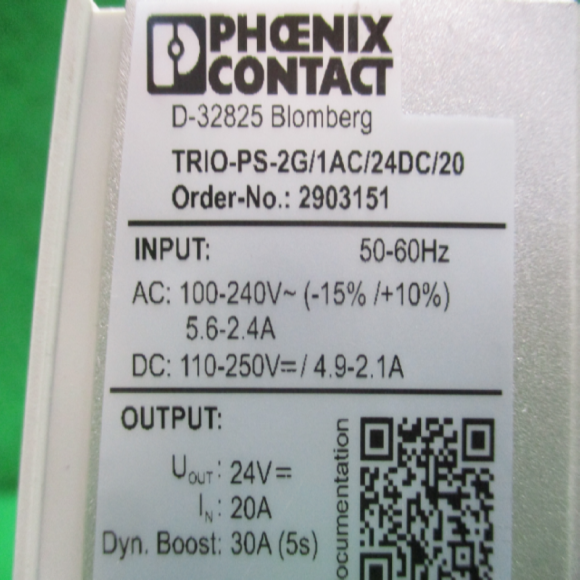 PHŒNIX
CONTACT
D-32825 Blomberg
TRIO-PS-2G/1AC/24DC/20
Order-No.: 2903151
INPUT: 50-60Hz
AC: 100-240V~ (-15% /+10%)
5.6-2.4A
DC: 110-250V⎓/ 4.9-2.1A
OUTPUT:
UOUT: 24V⎓
IN: 20A
Dyn. Boost: 30A (5s)